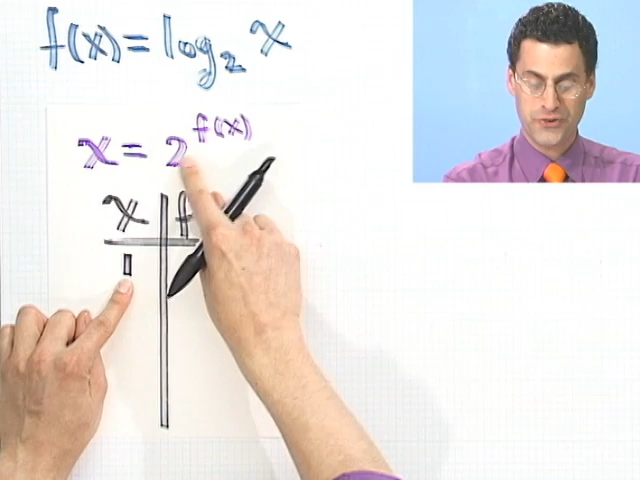 f(x) = log₂ x
x = 2^f(x)
x f
1